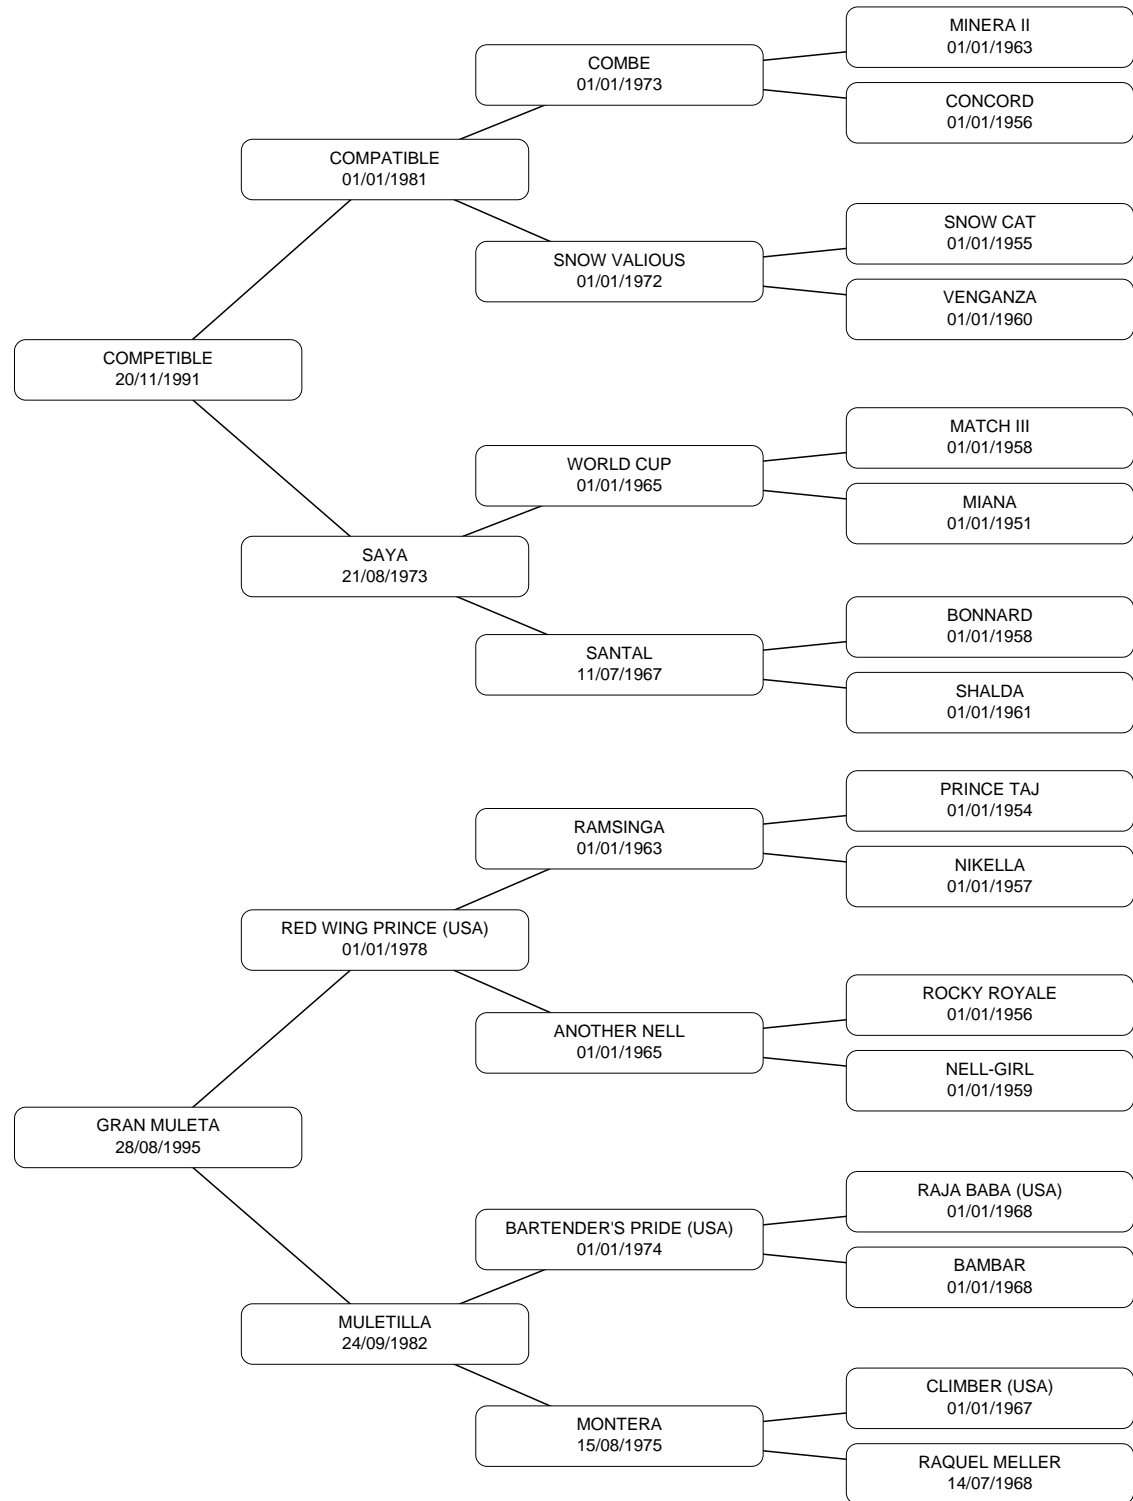 MINERA II
01/01/1963
COMBE
01/01/1973
CONCORD
01/01/1956
COMPATIBLE
01/01/1981
SNOW CAT
01/01/1955
SNOW VALIOUS
01/01/1972
VENGANZA
01/01/1960
COMPETIBLE
20/11/1991
MATCH III
01/01/1958
WORLD CUP
01/01/1965
MIANA
01/01/1951
SAYA
21/08/1973
BONNARD
01/01/1958
SANTAL
11/07/1967
SHALDA
01/01/1961
PRINCE TAJ
01/01/1954
RAMSINGA
01/01/1963
NIKELLA
01/01/1957
RED WING PRINCE (USA)
01/01/1978
ROCKY ROYALE
01/01/1956
ANOTHER NELL
01/01/1965
NELL-GIRL
01/01/1959
GRAN MULETA
28/08/1995
RAJA BABA (USA)
01/01/1968
BARTENDER'S PRIDE (USA)
01/01/1974
BAMBAR
01/01/1968
MULETILLA
24/09/1982
CLIMBER (USA)
01/01/1967
MONTERA
15/08/1975
RAQUEL MELLER
14/07/1968